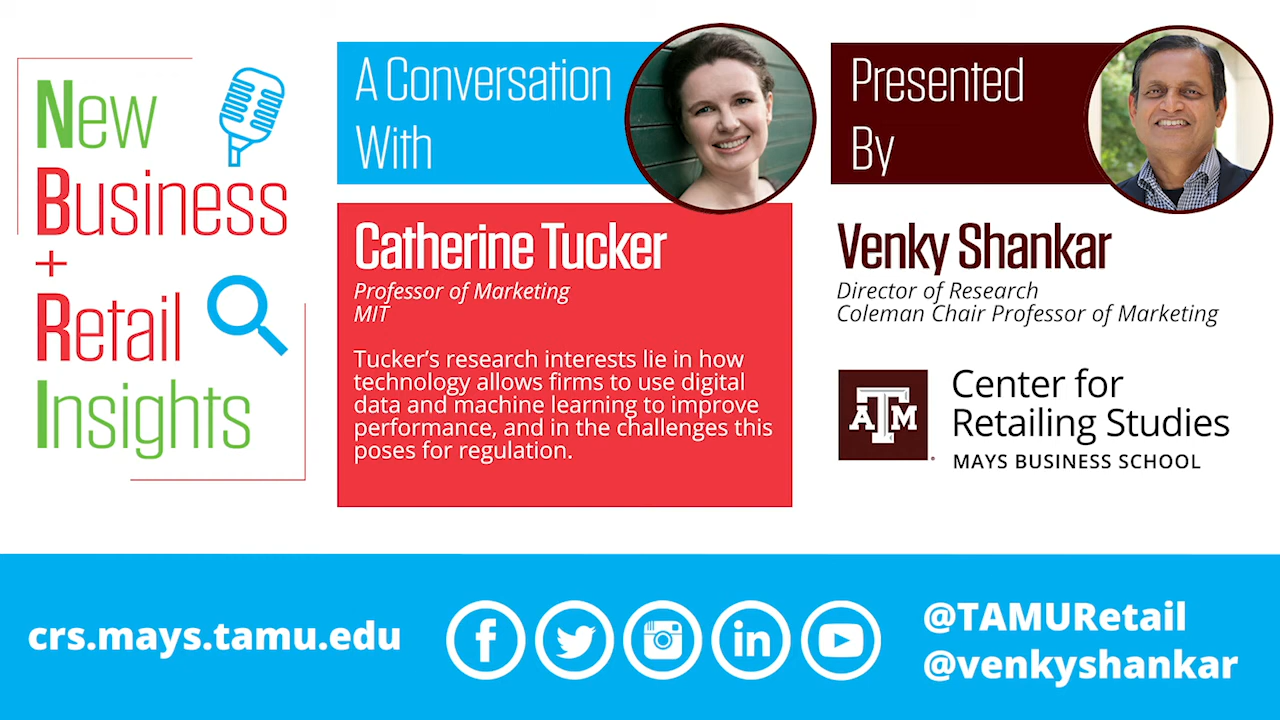 New
Business
+
Retail
Insights
A Conversation
With
Catherine Tucker
Professor of Marketing
MIT
Tucker’s research interests lie in how
technology allows firms to use digital
data and machine learning to improve
performance, and in the challenges this
poses for regulation.
Presented
By
Venky Shankar
Director of Research
Coleman Chair Professor of Marketing
ATM
Center for
Retailing Studies
MAYS BUSINESS SCHOOL
crs.mays.tamu.edu
f
in
@TAMURetail
@venkyshankar